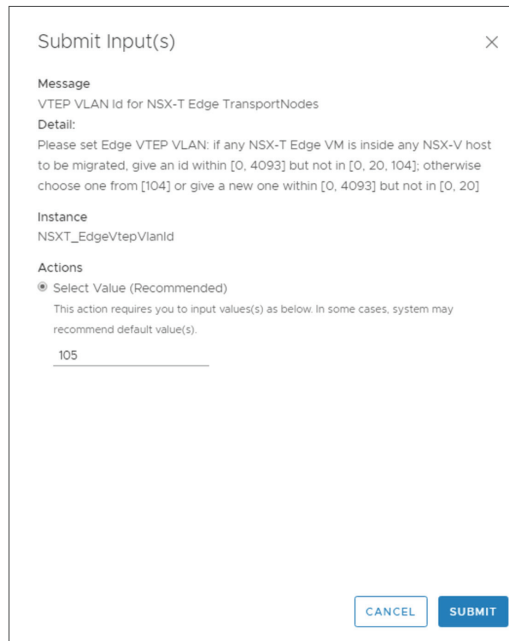 Submit Input(s)
Message
VTEP VLAN Id for NSX-T Edge TransportNodes
Detail:
Please set Edge VTEP VLAN: if any NSX-T Edge VM is inside any NSX-V host
to be migrated, give an id within [0, 4093] but not in [0, 20, 104]; otherwise
choose one from [104] or give a new one within [0, 4093] but not in [0, 20]
Instance
NSXT_EdgeVtepVlanId
Actions
Select Value (Recommended)
This action requires you to input values(s) as below. In some cases, system may
recommend default value(s).
105
CANCEL SUBMIT